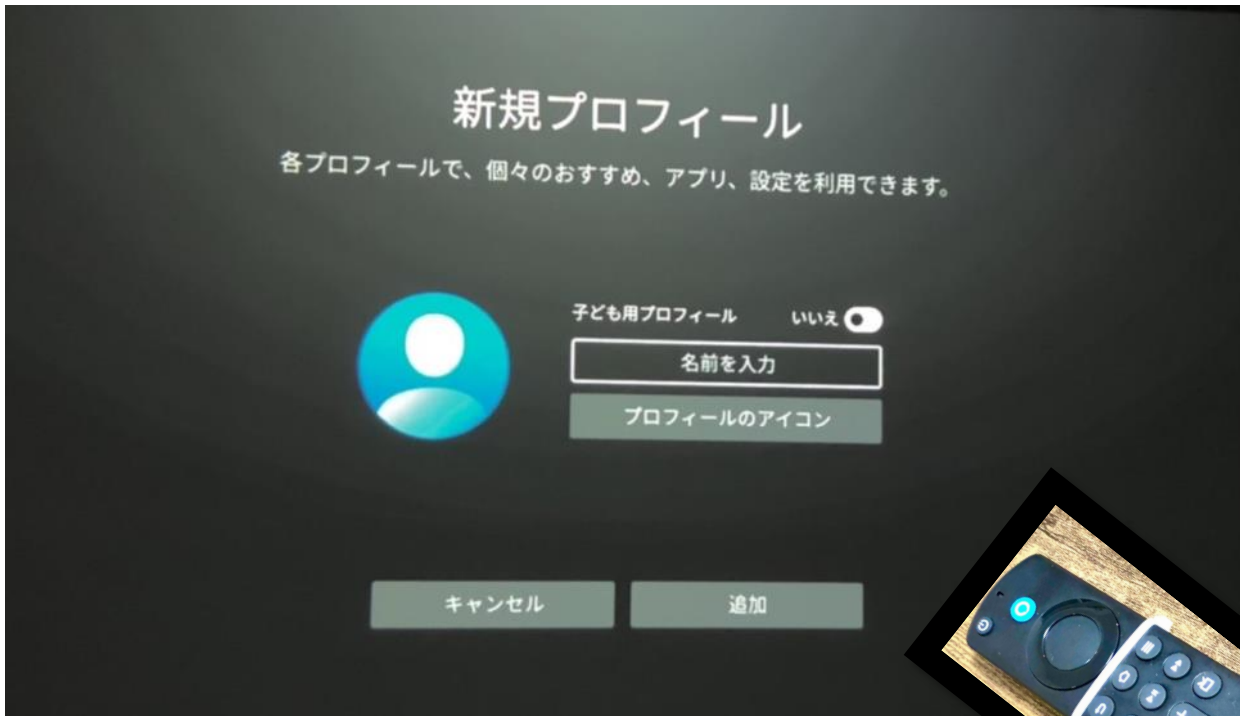 新規プロフィール
各プロフィールで、個々のおすすめ、アプリ、設定を利用できます。
子ども用プロフィール いいえ
名前を入力
プロフィールのアイコン
キャンセル 追加